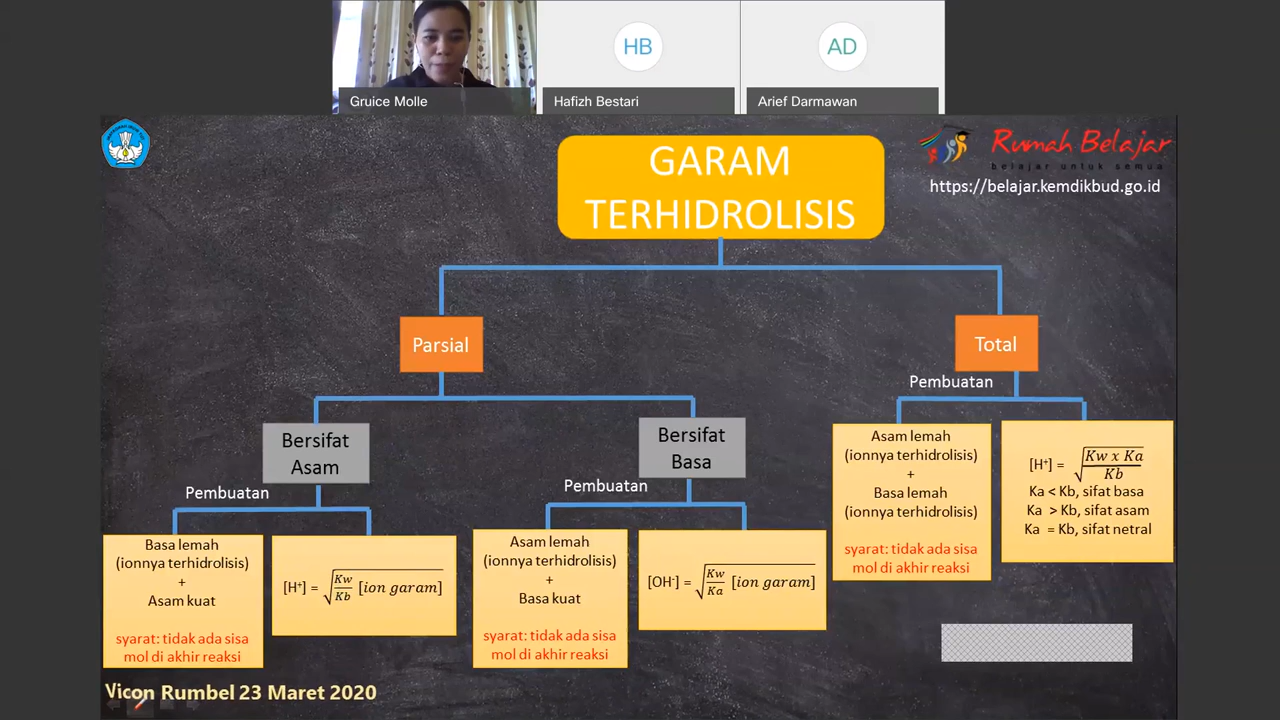 HB
AD
Gruice Molle
Hafizh Bestari
Arief Darmawan
GARAM
TERHIDROLISIS
Rumah Belajar
belajar untuk semua
https://belajar.kemdikbud.go.id
Parsial
Total
Pembuatan
Bersifat
Asam
Bersifat
Basa
Pembuatan
Pembuatan
Basa lemah
(ionnya terhidrolisis)
+
Asam kuat
syarat: tidak ada sisa
mol di akhir reaksi
[H⁺] = √(Kw/Kb [ion garam])
Asam lemah
(ionnya terhidrolisis)
+
Basa kuat
syarat: tidak ada sisa
mol di akhir reaksi
[OH⁻] = √(Kw/Ka [ion garam])
Asam lemah
(ionnya terhidrolisis)
+
Basa lemah
(ionnya terhidrolisis)
syarat: tidak ada sisa
mol di akhir reaksi
[H⁺] = √(Kw x Ka/Kb)
Ka < Kb, sifat basa
Ka > Kb, sifat asam
Ka = Kb, sifat netral
Vicon Rumbel 23 Maret 2020